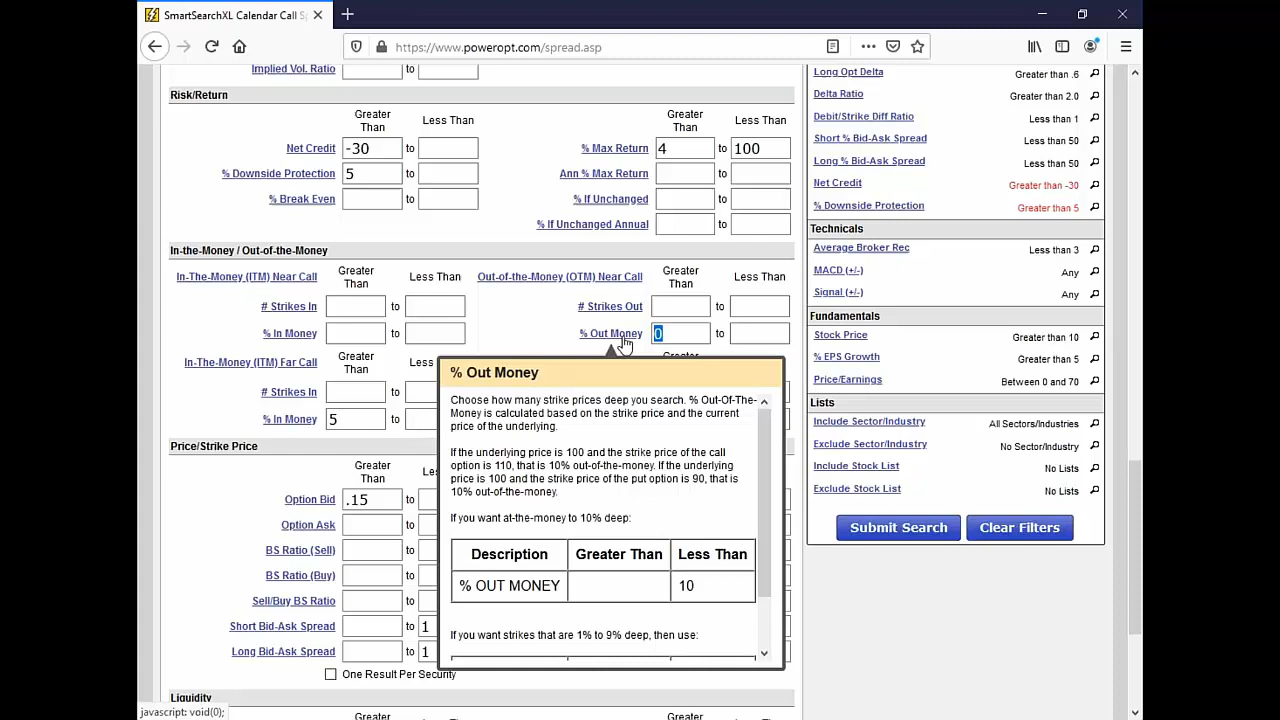 SmartSearchXL Calendar Call S
https://www.poweropt.com/spread.asp
Implied Vol. Ratio to
Risk/Return
Greater Than Less Than Greater Than Less Than
Net Credit -30 to % Max Return 4 to 100
% Downside Protection 5 to Ann % Max Return to
% Break Even to % If Unchanged to
% If Unchanged Annual to
In-the-Money / Out-of-the-Money
In-The-Money (ITM) Near Call Greater Than Less Than Out-of-the-Money (OTM) Near Call Greater Than Less Than
# Strikes In to # Strikes Out to
% In Money to % Out Money 0 to
In-The-Money (ITM) Far Call Greater Than Less Greater
# Strikes In to
% In Money 5 to
Price/Strike Price
Greater Than
Option Bid .15 to
Option Ask to
BS Ratio (Sell) to
BS Ratio (Buy) to
Sell/Buy BS Ratio to
Short Bid-Ask Spread to 1
Long Bid-Ask Spread to 1
One Result Per Security
Liquidity
Greater Greater
javascript: void(0);
% Out Money
Choose how many strike prices deep you search. % Out-Of-The-
Money is calculated based on the strike price and the current
price of the underlying.
If the underlying price is 100 and the strike price of the call
option is 110, that is 10% out-of-the-money. If the underlying
price is 100 and the strike price of the put option is 90, that is
10% out-of-the-money.
If you want at-the-money to 10% deep:
Description Greater Than Less Than
% OUT MONEY 10
If you want strikes that are 1% to 9% deep, then use:
Long Opt Delta Greater than .6
Delta Ratio Greater than 2.0
Debit/Strike Diff Ratio Less than 1
Short % Bid-Ask Spread Less than 50
Long % Bid-Ask Spread Less than 50
Net Credit Greater than -30
% Downside Protection Greater than 5
Technicals
Average Broker Rec Less than 3
MACD (+/-) Any
Signal (+/-) Any
Fundamentals
Stock Price Greater than 10
% EPS Growth Greater than 5
Price/Earnings Between 0 and 70
Lists
Include Sector/Industry All Sectors/Industries
Exclude Sector/Industry No Sector/Industry
Include Stock List No Lists
Exclude Stock List No Lists
Submit Search Clear Filters